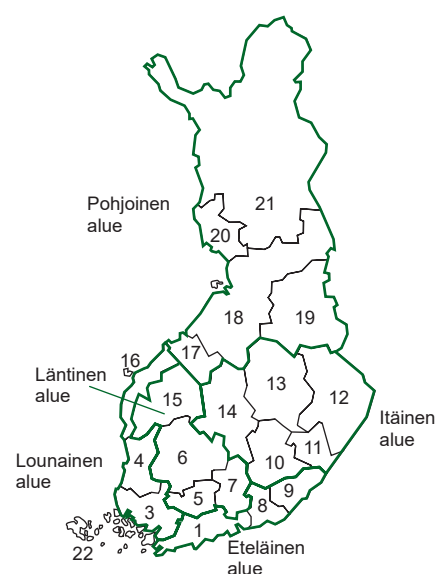 21
Pohjoinen
alue
20
18
19
17
16
Läntinen
alue
15
13
12
14
Itäinen
alue
11
Lounainen
alue
4
6
10
7
9
5
8
3
1
22
Eteläinen
alue